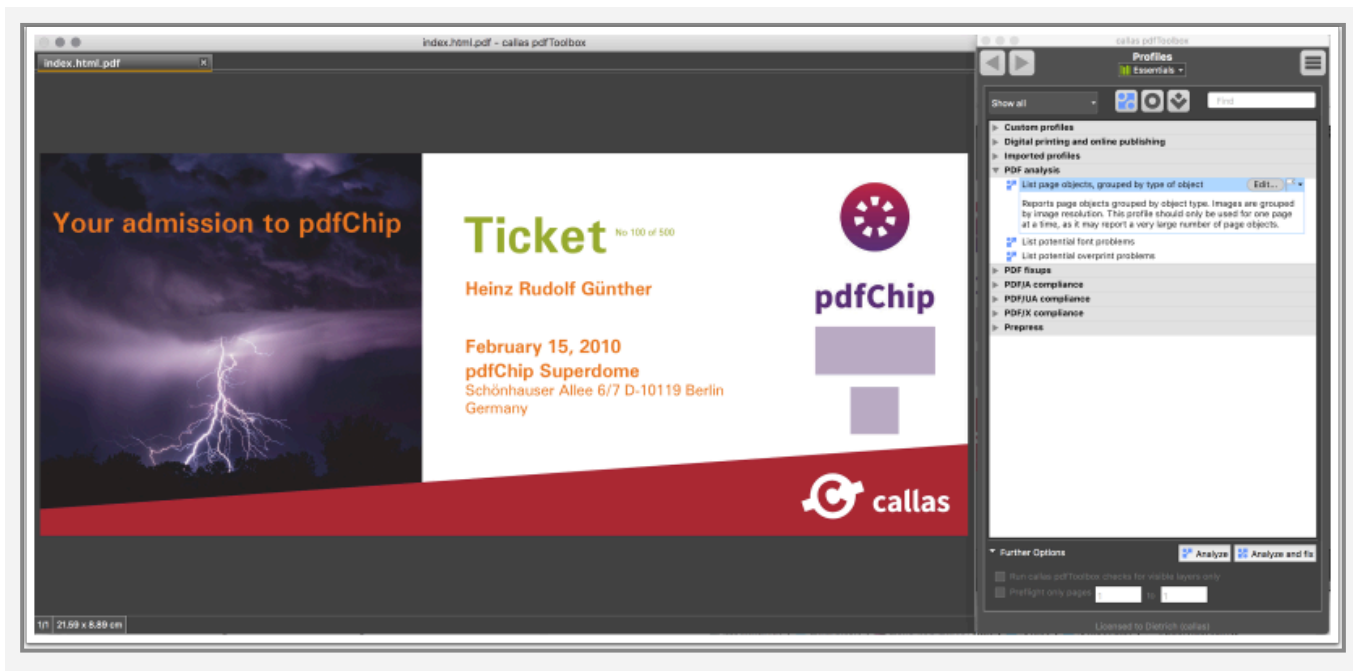 index.html.pdf - callas pdfToolbox
index.html.pdf
Your admission to pdfChip
Ticket No 100 of 500
Heinz Rudolf Günther
February 15, 2010
pdfChip Superdome
Schönhauser Allee 6/7 D-10119 Berlin
Germany
pdfChip
callas
1/1 21.59 x 8.89 cm
callas pdfToolbox
Profiles
Essentials
Show all
Find
Custom profiles
Digital printing and online publishing
Imported profiles
PDF analysis
List page objects, grouped by type of object Edit...
Reports page objects grouped by object type. Images are grouped
by image resolution. This profile should only be used for one page
at a time, as it may report a very large number of page objects.
List potential font problems
List potential overprint problems
PDF fixups
PDF/A compliance
PDF/UA compliance
PDF/X compliance
Prepress
Further Options
Analyze
Analyze and fix
Run callas pdfToolbox checks for visible layers only
Preflight only pages 1 to 1
Licensed to Dietrich (callas)